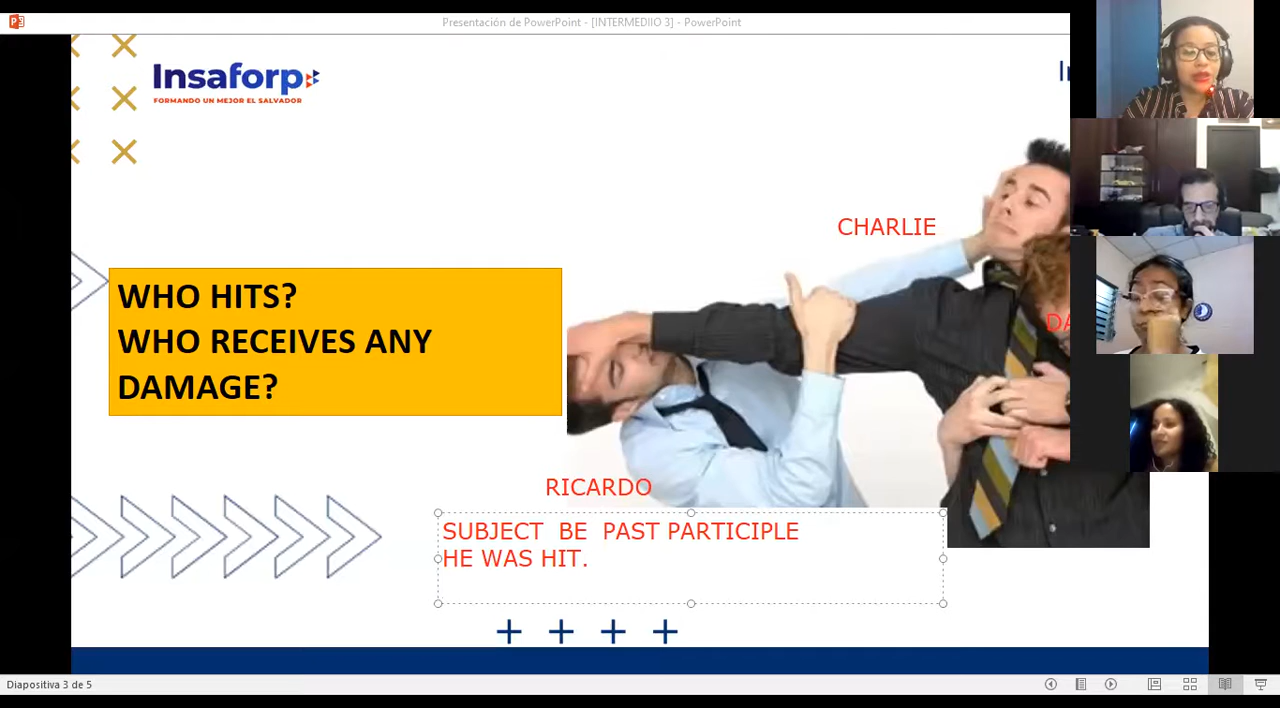 Presentación de PowerPoint - [INTERMEDIIO 3] - PowerPoint
Insaforp
FORMANDO UN MEJOR EL SALVADOR
CHARLIE
WHO HITS?
WHO RECEIVES ANY
DAMAGE?
RICARDO
SUBJECT BE PAST PARTICIPLE
HE WAS HIT.
Diapositiva 3 de 5